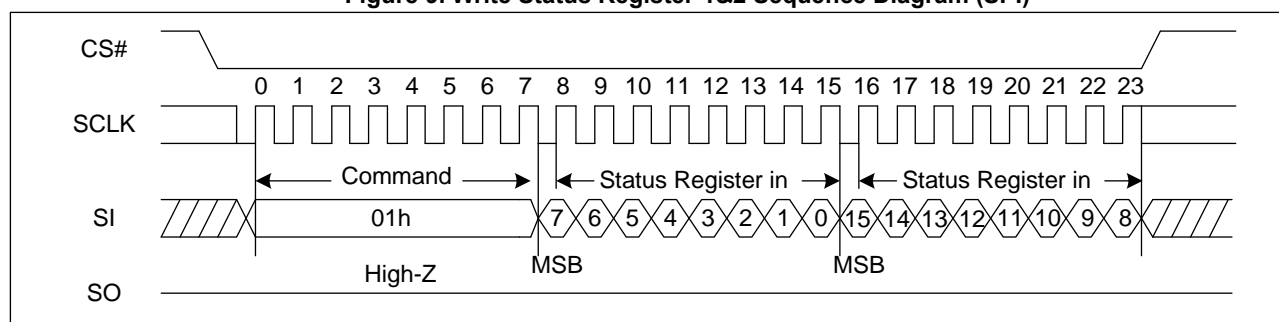 Figure 9. Write Status Register-1&2 Sequence Diagram (SPI)
CS#
0 1 2 3 4 5 6 7 8 9 10 11 12 13 14 15 16 17 18 19 20 21 22 23
SCLK
Command Status Register in Status Register in
SI 01h 7 6 5 4 3 2 1 0 15 14 13 12 11 10 9 8
MSB MSB
High-Z
SO